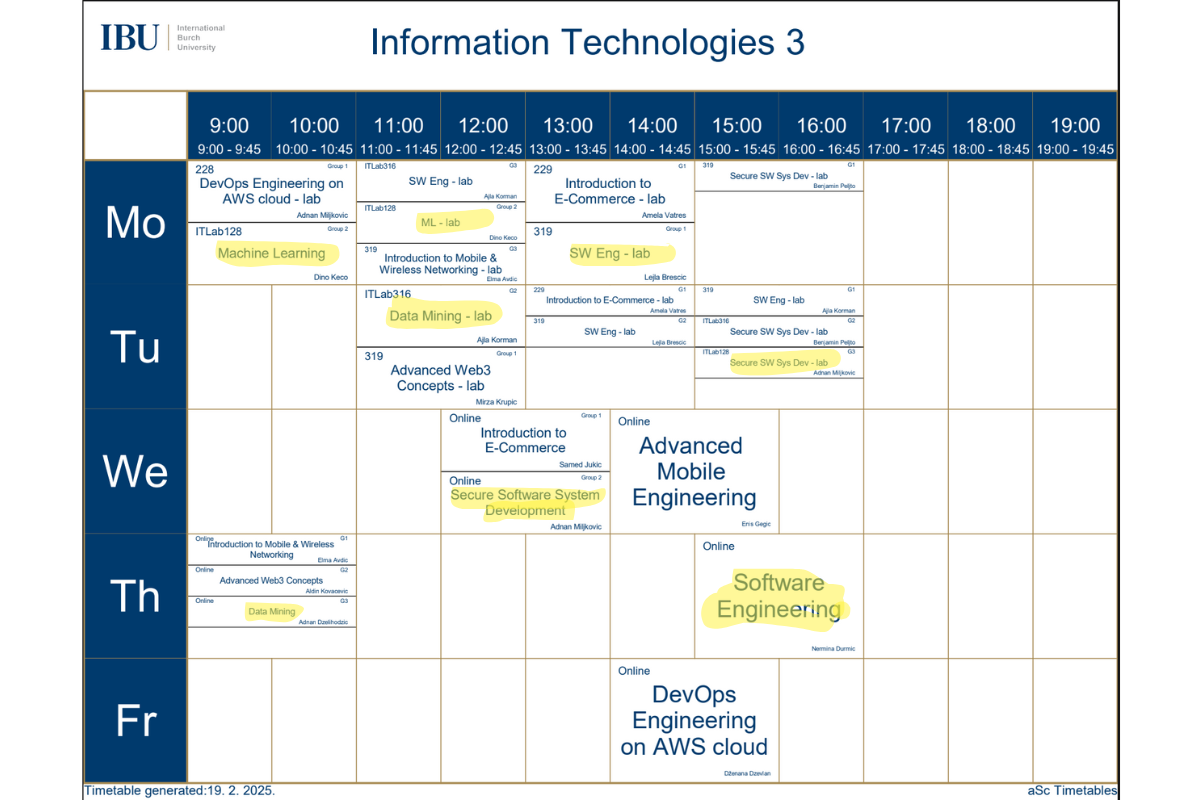 IBU
International
Burch
University
Information Technologies 3
9:00
9:00 - 9:45
10:00
10:00 - 10:45
11:00
11:00 - 11:45
12:00
12:00 - 12:45
13:00
13:00 - 13:45
14:00
14:00 - 14:45
15:00
15:00 - 15:45
16:00
16:00 - 16:45
17:00
17:00 - 17:45
18:00
18:00 - 18:45
19:00
19:00 - 19:45
Mo
228
Group 1
DevOps Engineering on
AWS cloud - lab
Adnan Miljkovic
ITLab128
Group 2
Machine Learning
Dino Keco
ITLab316
G3
SW Eng - lab
Ajla Korman
ITLab128
Group 2
ML - lab
Dino Keco
319
G3
Introduction to Mobile &
Wireless Networking - lab
Elma Avdic
229
G1
Introduction to
E-Commerce - lab
Amela Vatres
319
Group 1
SW Eng - lab
Lejla Brescic
319
G1
Secure SW Sys Dev - lab
Benjamin Peljto
Tu
ITLab316
G2
Data Mining - lab
Ajla Korman
319
Group 1
Advanced Web3
Concepts - lab
Mirza Krupic
229
G1
Introduction to E-Commerce - lab
Amela Vatres
319
G2
SW Eng - lab
Lejla Brescic
319
G1
SW Eng - lab
Ajla Korman
ITLab316
G2
Secure SW Sys Dev - lab
Benjamin Peljto
ITLab128
G3
Secure SW Sys Dev - lab
Adnan Miljkovic
We
Online
Group 1
Introduction to
E-Commerce
Samed Jukic
Online
Group 2
Secure Software System
Development
Adnan Miljkovic
Online
Advanced
Mobile
Engineering
Enis Gegic
Th
Online
G1
Introduction to Mobile & Wireless
Networking
Elma Avdic
Online
G2
Advanced Web3 Concepts
Aldin Kovacevic
Online
G3
Data Mining
Adnan Dzelihodzic
Online
Software
Engineering
Nermina Durmic
Fr
Online
DevOps
Engineering
on AWS cloud
Dženana Dzevlan
Timetable generated:19. 2. 2025.
aSc Timetables